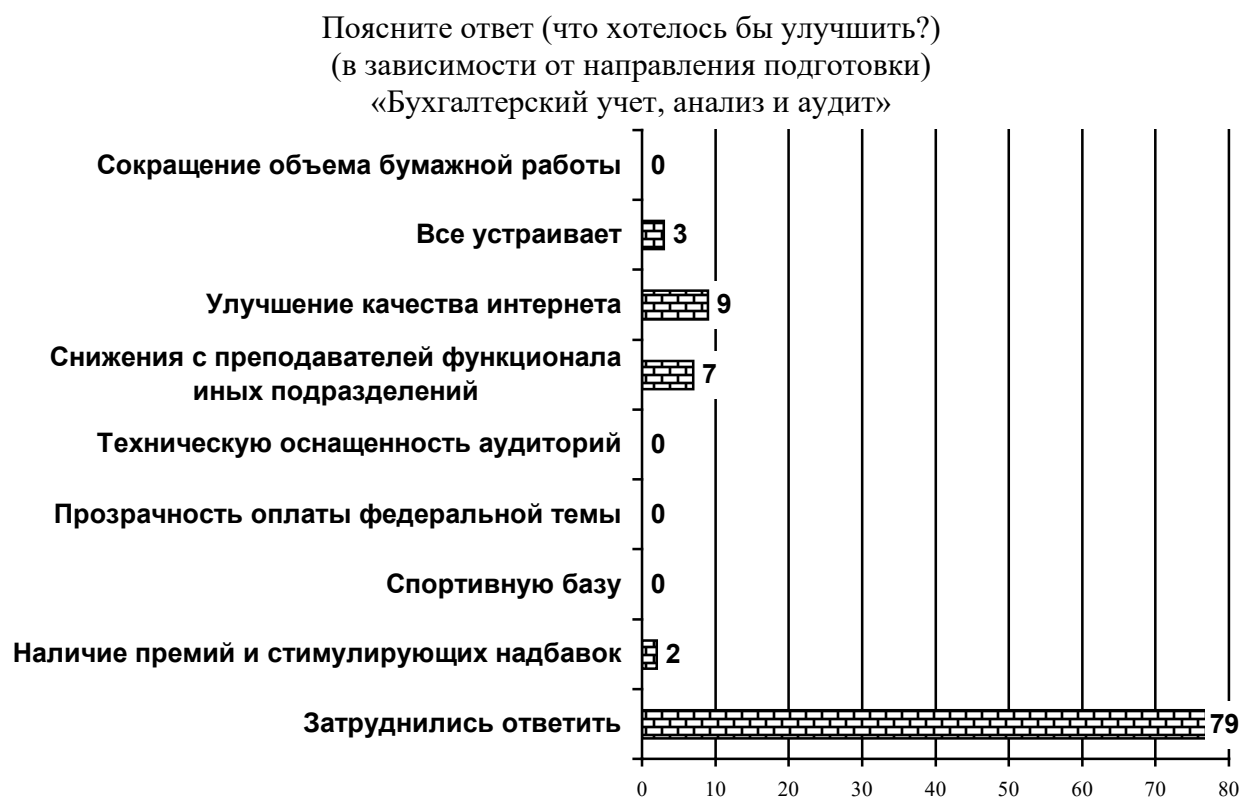 Поясните ответ (что хотелось бы улучшить?)
(в зависимости от направления подготовки)
«Бухгалтерский учет, анализ и аудит»
Сокращение объема бумажной работы 0
Все устраивает 3
Улучшение качества интернета 9
Снижения с преподавателей функционала
иных подразделений 7
Техническую оснащенность аудиторий 0
Прозрачность оплаты федеральной темы 0
Спортивную базу 0
Наличие премий и стимулирующих надбавок 2
Затруднились ответить 79
0 10 20 30 40 50 60 70 80